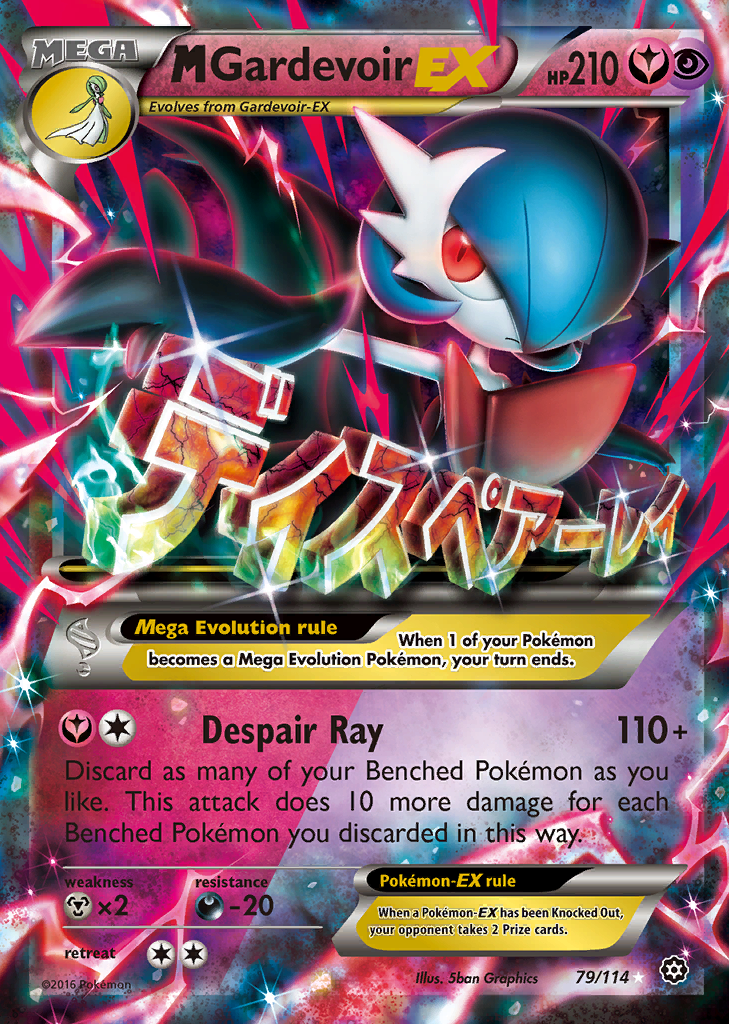 MEGA
MGardevoir EX
HP210
Evolves from Gardevoir-EX
ディスペアーレイ
Mega Evolution rule
When 1 of your Pokémon
becomes a Mega Evolution Pokémon, your turn ends.
Despair Ray 110+
Discard as many of your Benched Pokémon as you
like. This attack does 10 more damage for each
Benched Pokémon you discarded in this way.
weakness
×2
resistance
-20
retreat
Pokémon-EX rule
When a Pokémon-EX has been Knocked Out,
your opponent takes 2 Prize cards.
©2016 Pokémon
Illus. 5ban Graphics
79/114